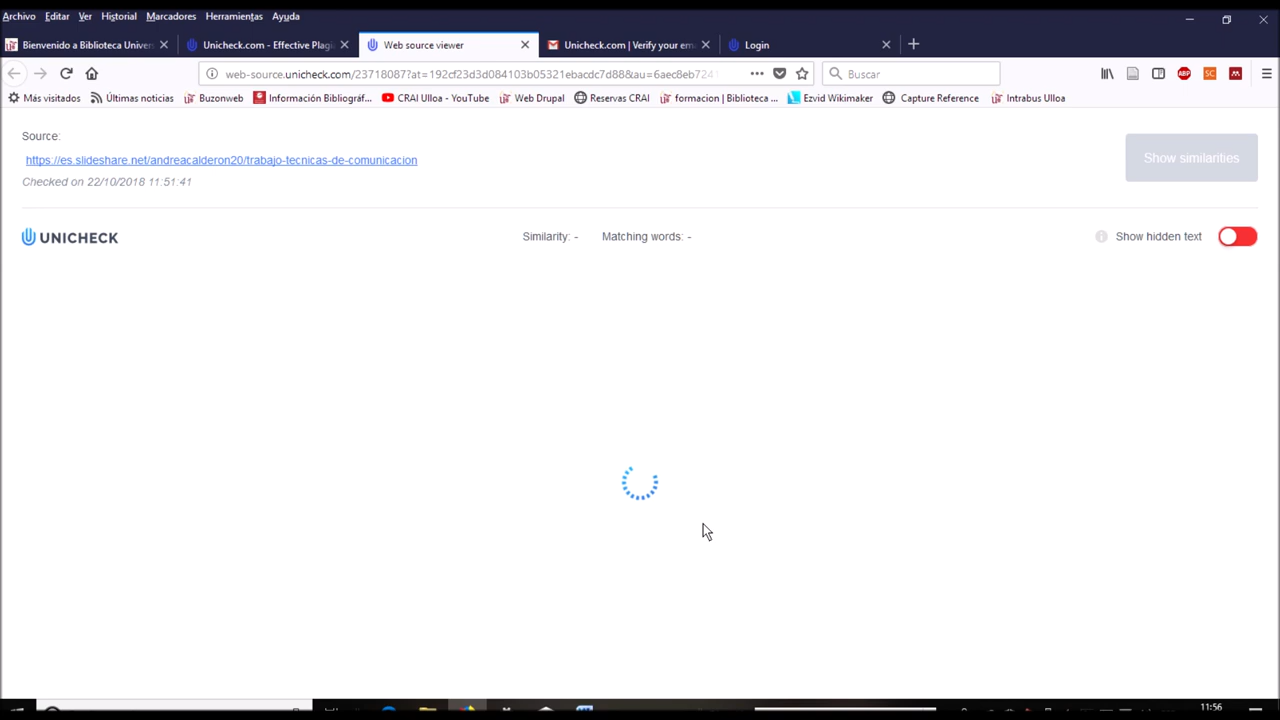 Archivo Editar Ver Historial Marcadores Herramientas Ayuda
Bienvenido a Biblioteca Univers Unicheck.com - Effective Plagi Web source viewer Unicheck.com | Verify your em Login
web-source.unicheck.com/23718087?at=192cf23d3d084103b05321ebacdc7d88&au=6aec8eb7241 Buscar
Más visitados Últimas noticias Buzonweb Información Bibliográf... CRAI Ulloa - YouTube Web Drupal Reservas CRAI formacion | Biblioteca ... Ezvid Wikimaker Capture Reference Intrabus Ulloa
Source:
https://es.slideshare.net/andreacalderon20/trabajo-tecnicas-de-comunicacion
Show similarities
Checked on 22/10/2018 11:51:41
UNICHECK Similarity: - Matching words: - Show hidden text
11:56